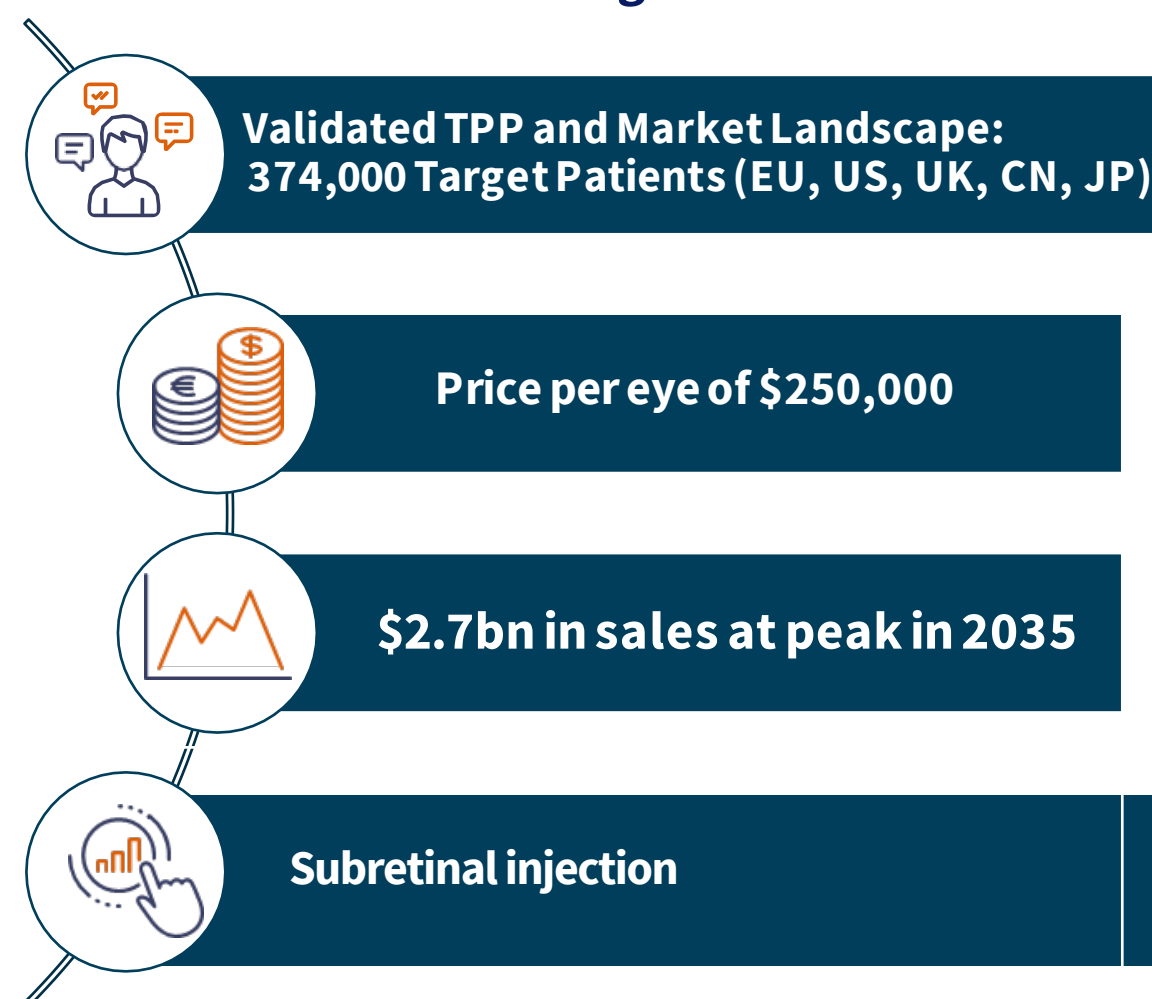 Validated TPP and Market Landscape:
374,000 Target Patients (EU, US, UK, CN, JP)
$
€
Price per eye of $250,000
$2.7bn in sales at peak in 2035
Subretinal injection